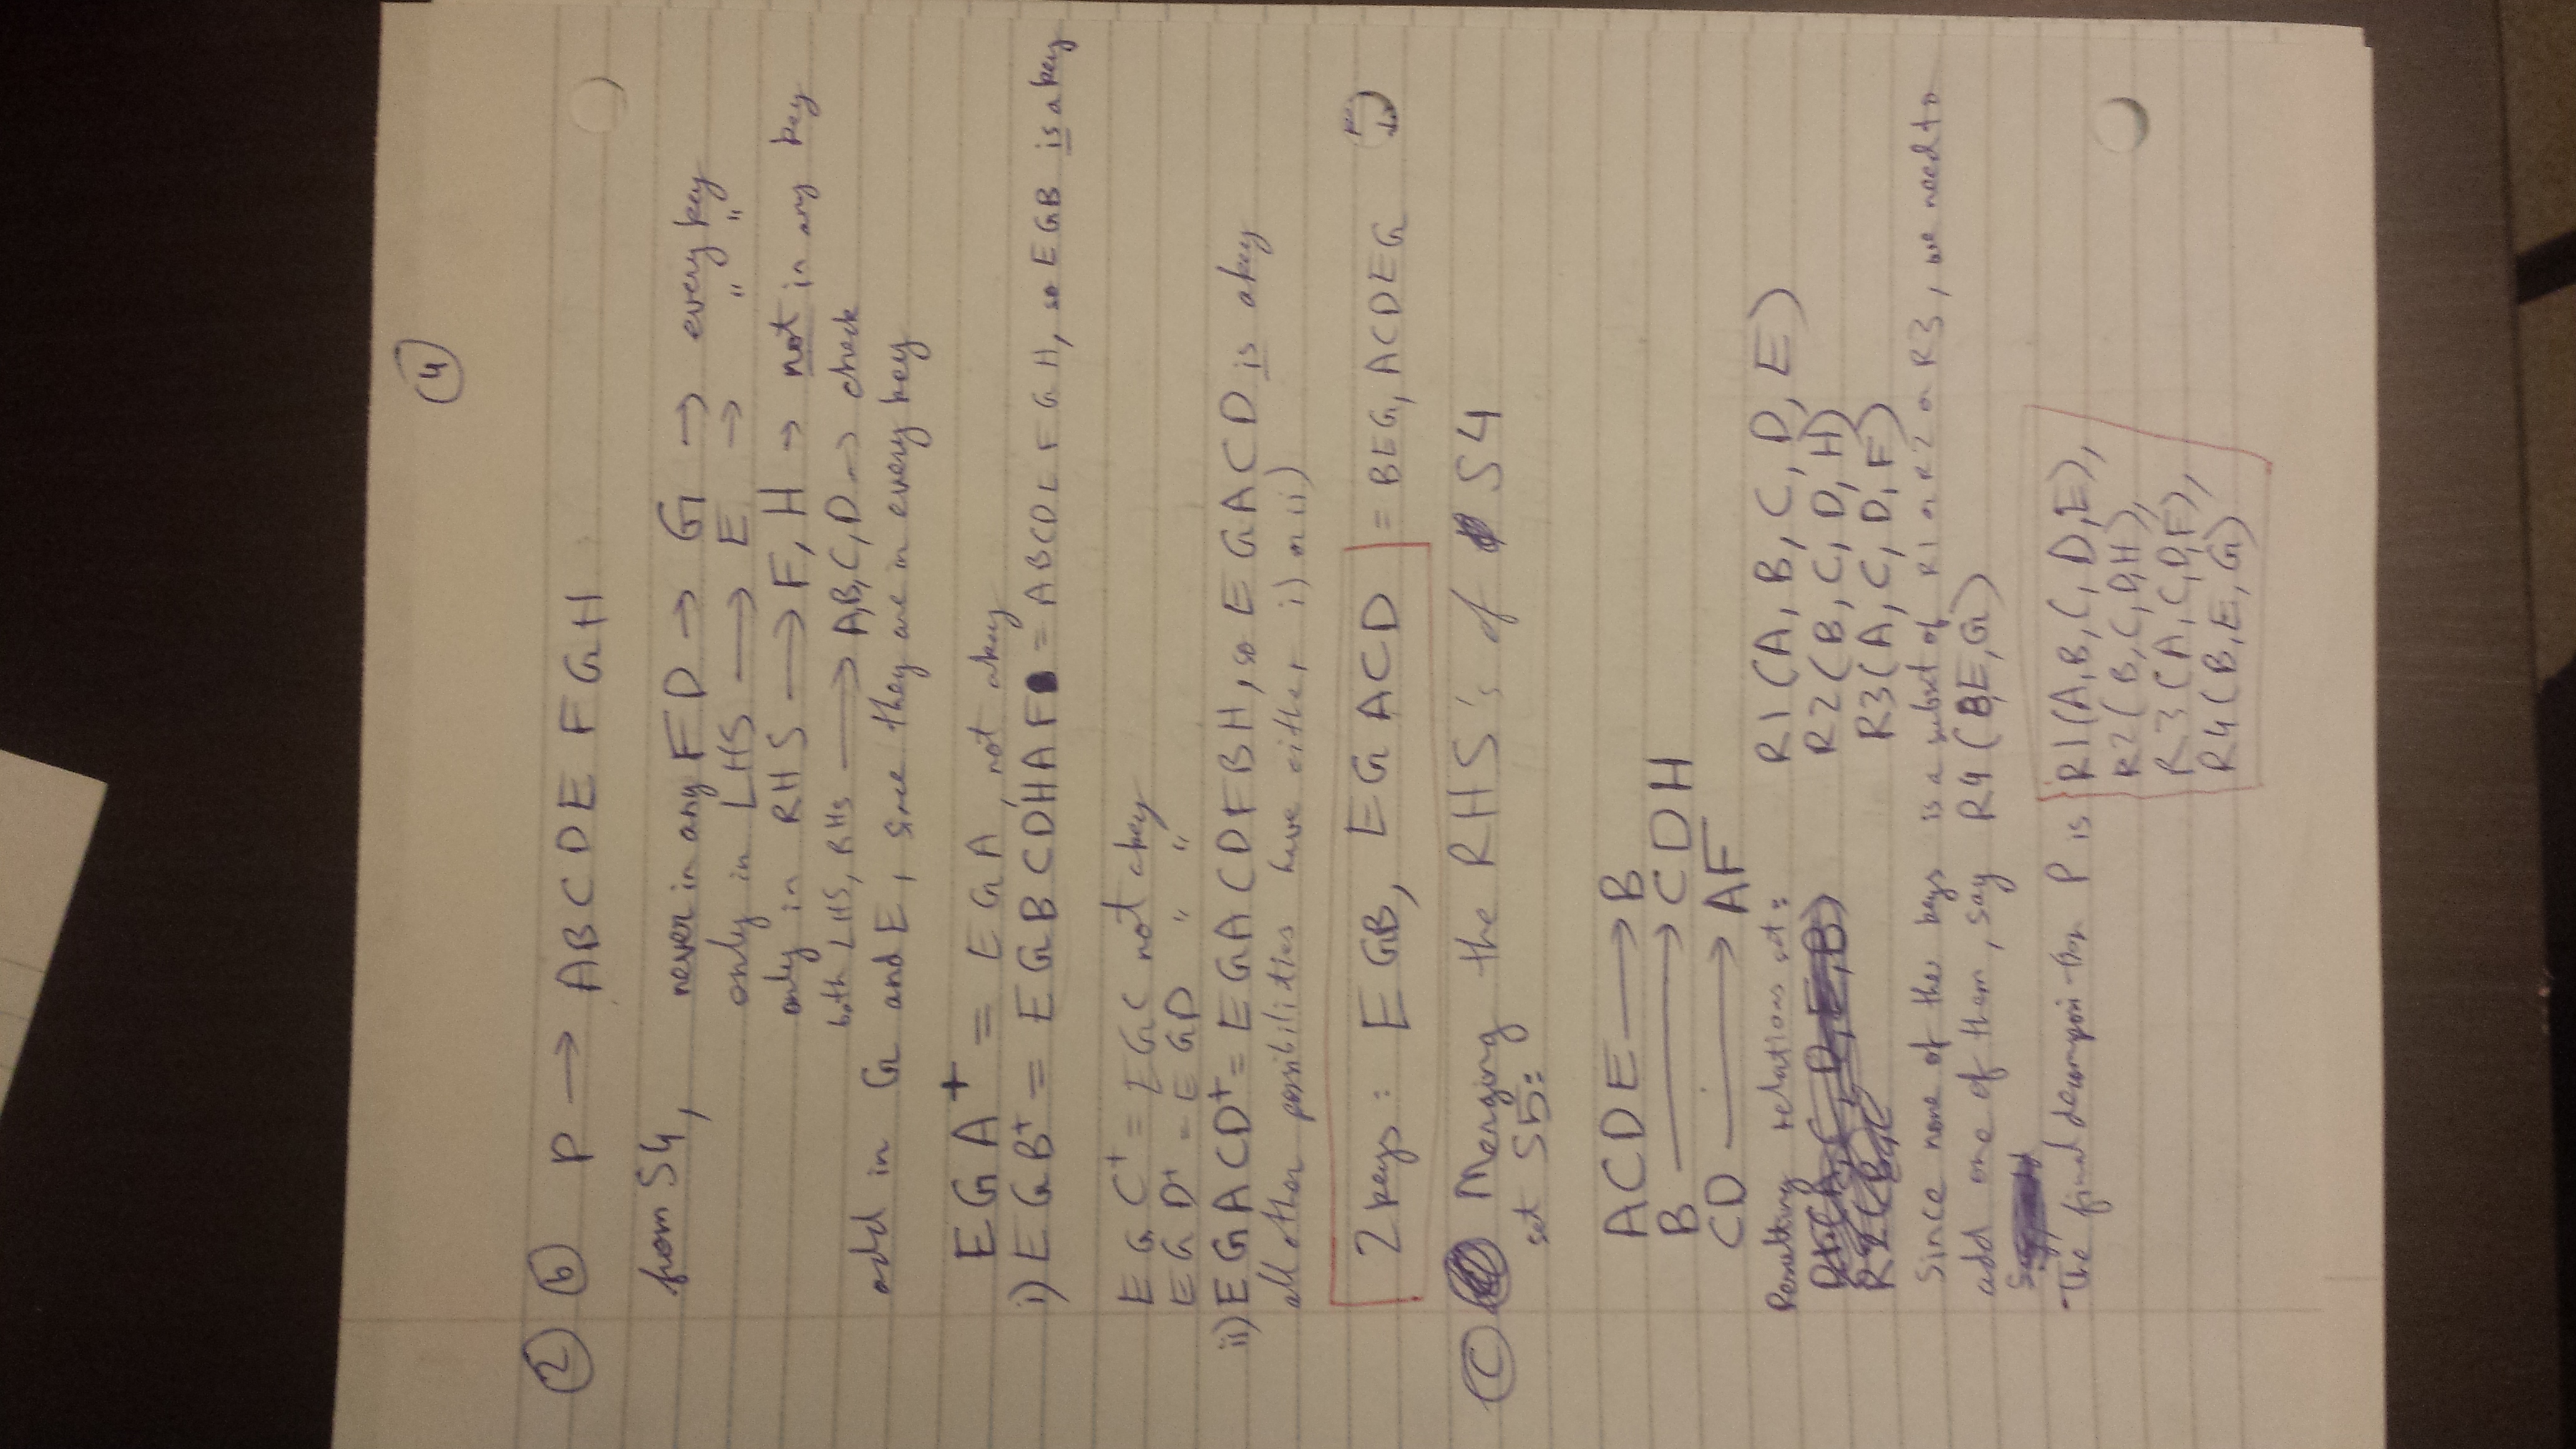 4
2 b P → ABCDEFGH
from S4, never in any FD → G → every key
only in LHS → E → " "
only in RHS → F, H → not in any key
both LHS, RHS → A,B,C,D → check
add in G and E, since they are in every key
EGA⁺ = EGA, not a key
i) EGB⁺ = EGBCDHAF = ABCDEFGH, so EGB is a key
EGC⁺ = EGC not a key
EGD⁺ = EGD " "
ii) EGACD⁺ = EGACDFBH, so EGACD is a key
all other possibilities have either i) or ii)
2 keys: EGB, EGACD = BEG, ACDEG
C Merging the RHS's of S4
set S5:
ACDE → B
B → CDH
CD → AF
Resulting relations set: R1(A, B, C, D, E)
R1(A, C, D, E, B) R2(B, C, D, H)
R2(B, C R3(A, C, D, F)
Since none of the keys is a subset of R1 or R2 or R3, we need to
add one of them, say R4(B,E,G)
The final decomposition P is R1(A,B,C,D,E),
R2(B,C,D,H),
R3(A,C,D,F),
R4(B,E,G)